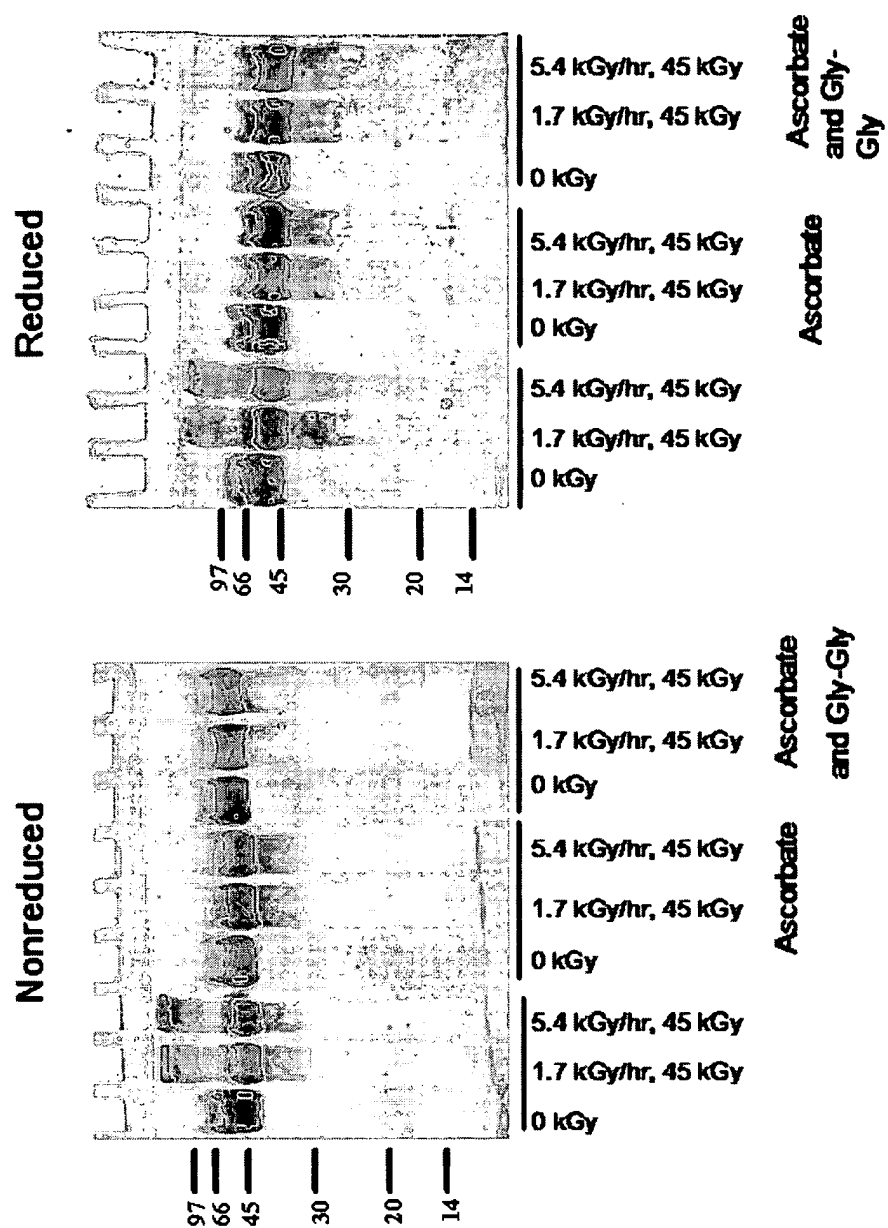 Reduced
97
66
45
30
20
14
5.4 kGy/hr, 45 kGy
1.7 kGy/hr, 45 kGy
0 kGy
5.4 kGy/hr, 45 kGy
1.7 kGy/hr, 45 kGy
0 kGy
5.4 kGy/hr, 45 kGy
1.7 kGy/hr, 45 kGy
0 kGy
Ascorbate
and Gly-
Gly
Ascorbate
Nonreduced
97
66
45
30
20
14
5.4 kGy/hr, 45 kGy
1.7 kGy/hr, 45 kGy
0 kGy
5.4 kGy/hr, 45 kGy
1.7 kGy/hr, 45 kGy
0 kGy
5.4 kGy/hr, 45 kGy
1.7 kGy/hr, 45 kGy
0 kGy
Ascorbate
and Gly-Gly
Ascorbate